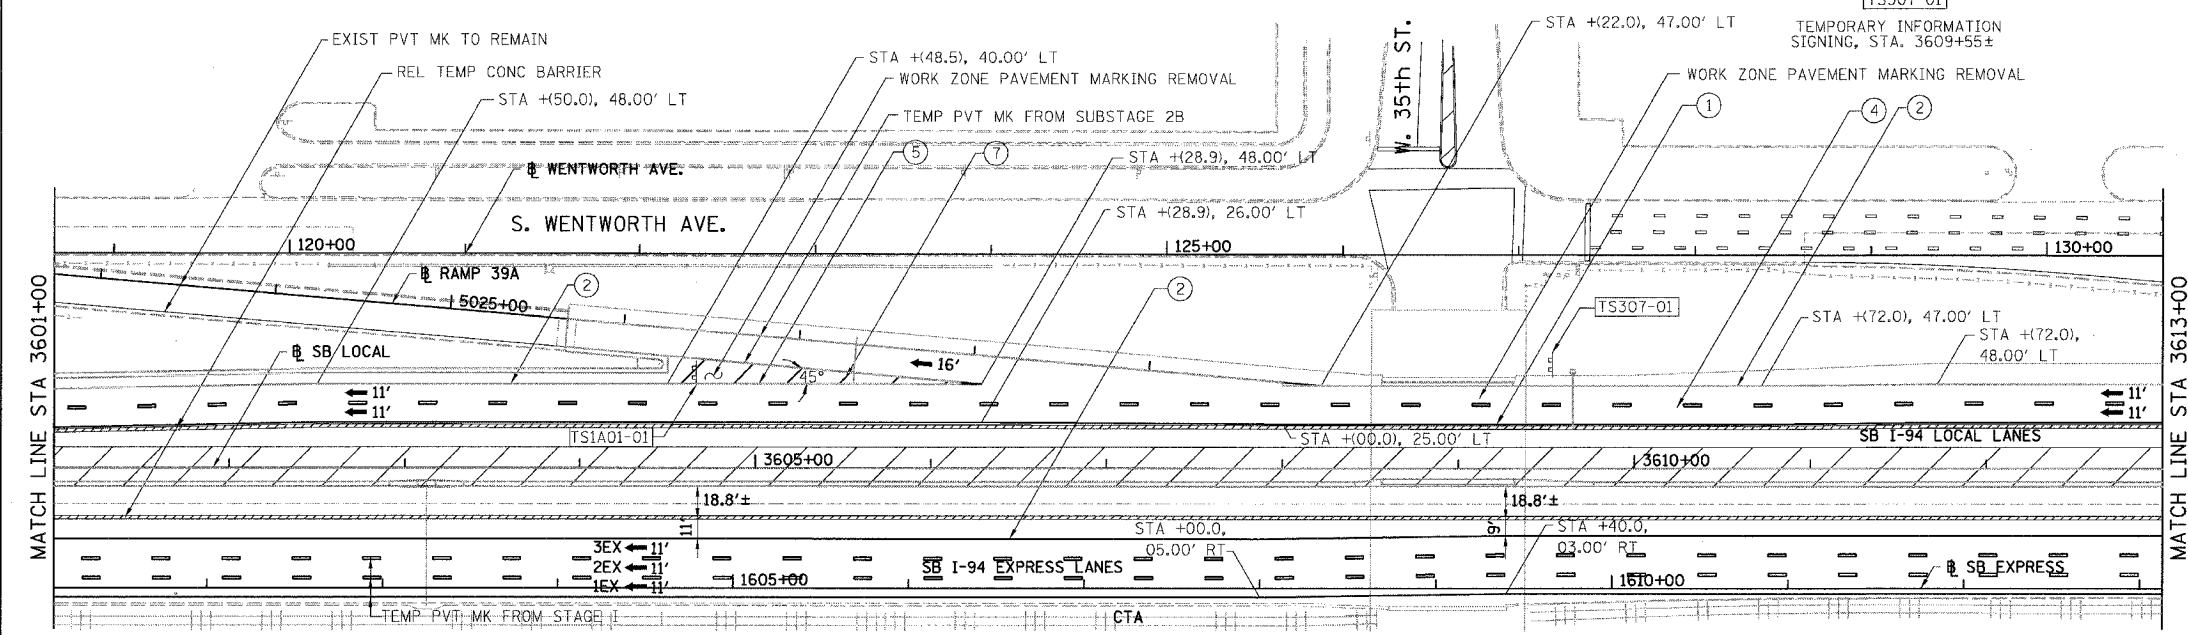 TS307-01
TEMPORARY INFORMATION
SIGNING, STA. 3609+55±
EXIST PVT MK TO REMAIN
REL TEMP CONC BARRIER
STA +(50.0), 48.00' LT
STA +(48.5), 40.00' LT
WORK ZONE PAVEMENT MARKING REMOVAL
TEMP PVT MK FROM SUBSTAGE 2B
5
7
STA +(28.9), 48.00' LT
STA +(28.9), 26.00' LT
W. 35th ST.
STA +(22.0), 47.00' LT
WORK ZONE PAVEMENT MARKING REMOVAL
1
4
2
WENTWORTH AVE.
S. WENTWORTH AVE.
120+00
125+00
130+00
RAMP 39A
5025+00
2
2
TS307-01
STA +(72.0), 47.00' LT
STA +(72.0),
48.00' LT
SB LOCAL
16'
45°
11'
11'
11'
11'
MATCH LINE STA 3601+00
MATCH LINE STA 3613+00
TS1A01-01
STA +(00.0), 25.00' LT
SB I-94 LOCAL LANES
3605+00
3610+00
18.8'±
18.8'±
11'
9'
STA +00.0,
05.00' RT
STA +40.0,
03.00' RT
3EX 11'
2EX 11'
1EX 11'
SB I-94 EXPRESS LANES
1605+00
1610+00
SB EXPRESS
TEMP PVT MK FROM STAGE I
CTA